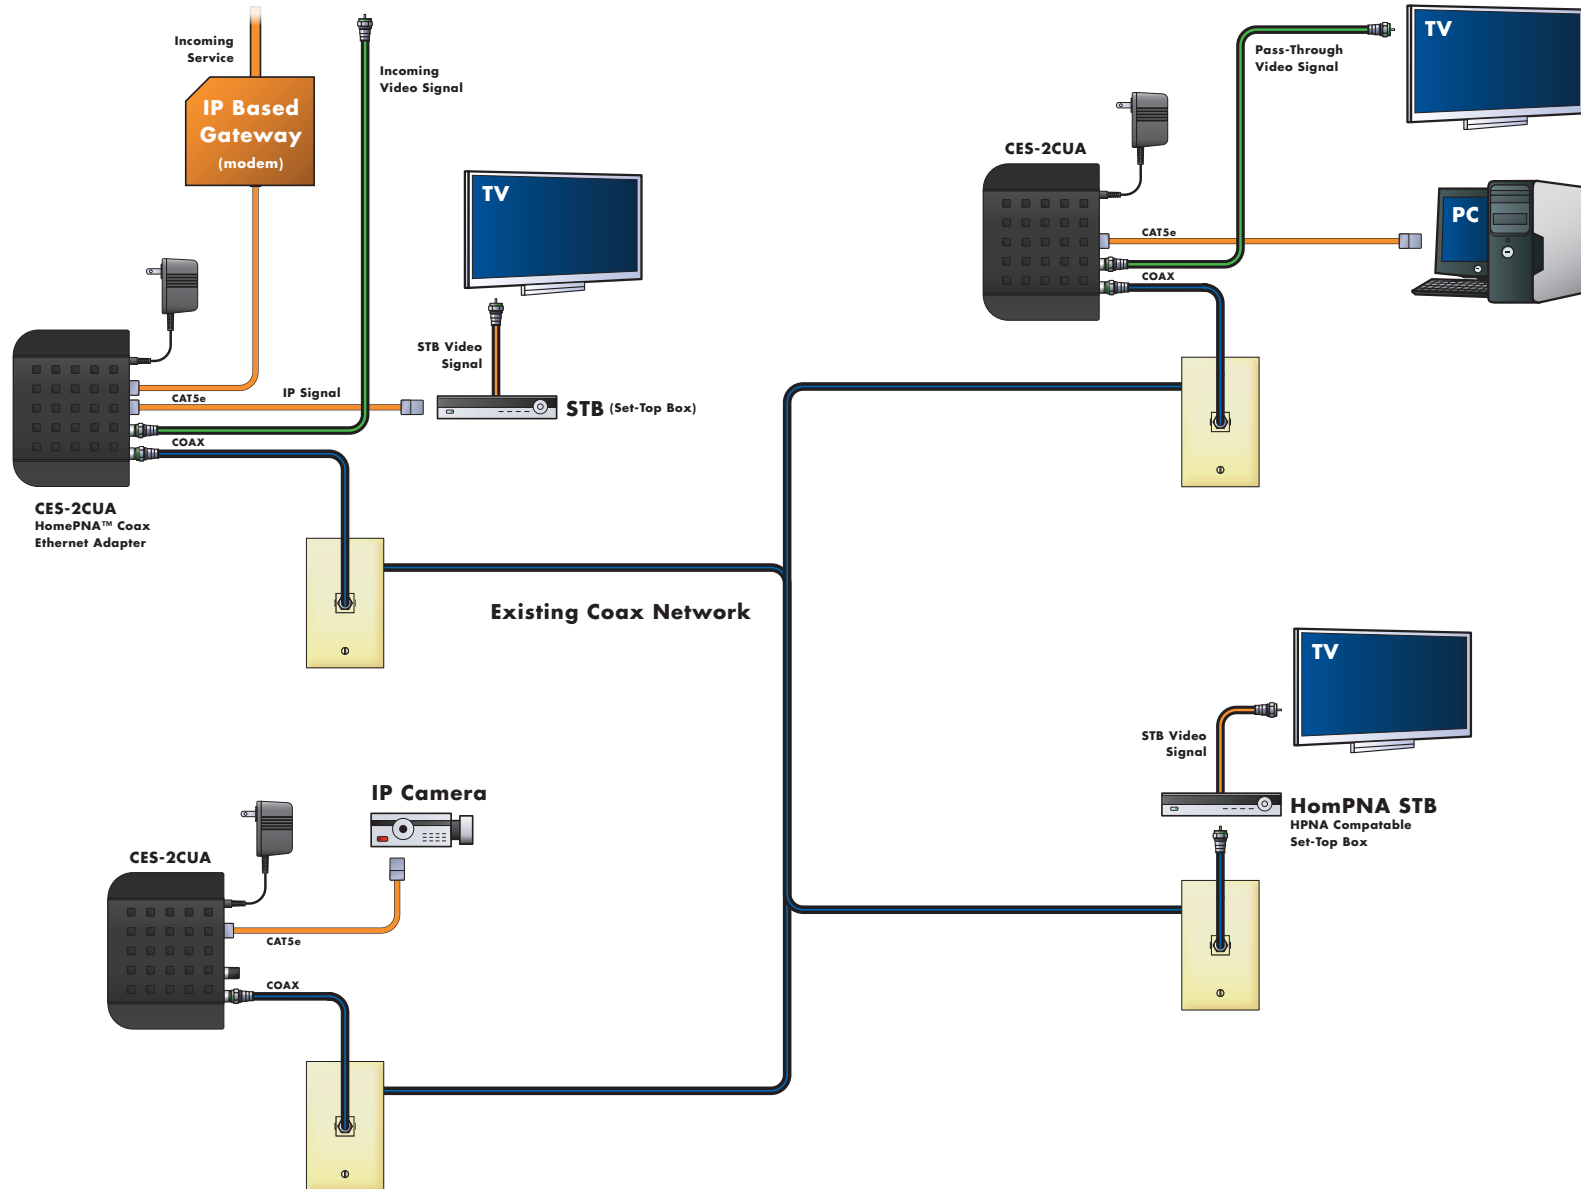 Incoming
Service
IP Based
Gateway
(modem)
Incoming
Video Signal
TV
STB Video
Signal
IP Signal
CAT5e
STB (Set-Top Box)
COAX
CES-2CUA
HomePNA™ Coax
Ethernet Adapter
Pass-Through
Video Signal
TV
CES-2CUA
CAT5e
PC
COAX
Existing Coax Network
TV
STB Video
Signal
HomPNA STB
HPNA Compatable
Set-Top Box
IP Camera
CES-2CUA
CAT5e
COAX